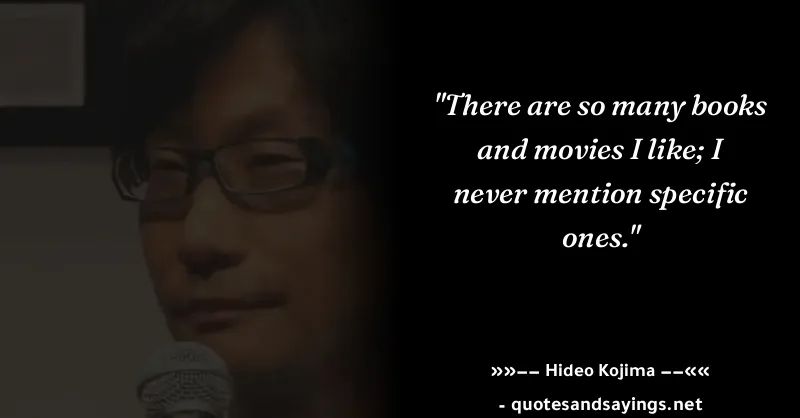 "There are so many books
and movies I like; I
never mention specific
ones."
»»−− Hideo Kojima −−««
- quotesandsayings.net